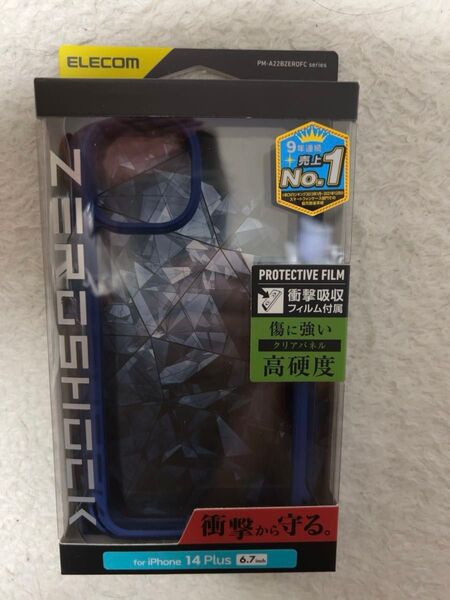 ELECOM
PM-A22BZEROFC series
ZEROSHOCK
9年連続
売上
No.1
PROTECTIVE FILM
衝撃吸収
フィルム付属
傷に強い
クリアパネル
高硬度
衝撃から守る。
for iPhone 14 Plus 6.7inch